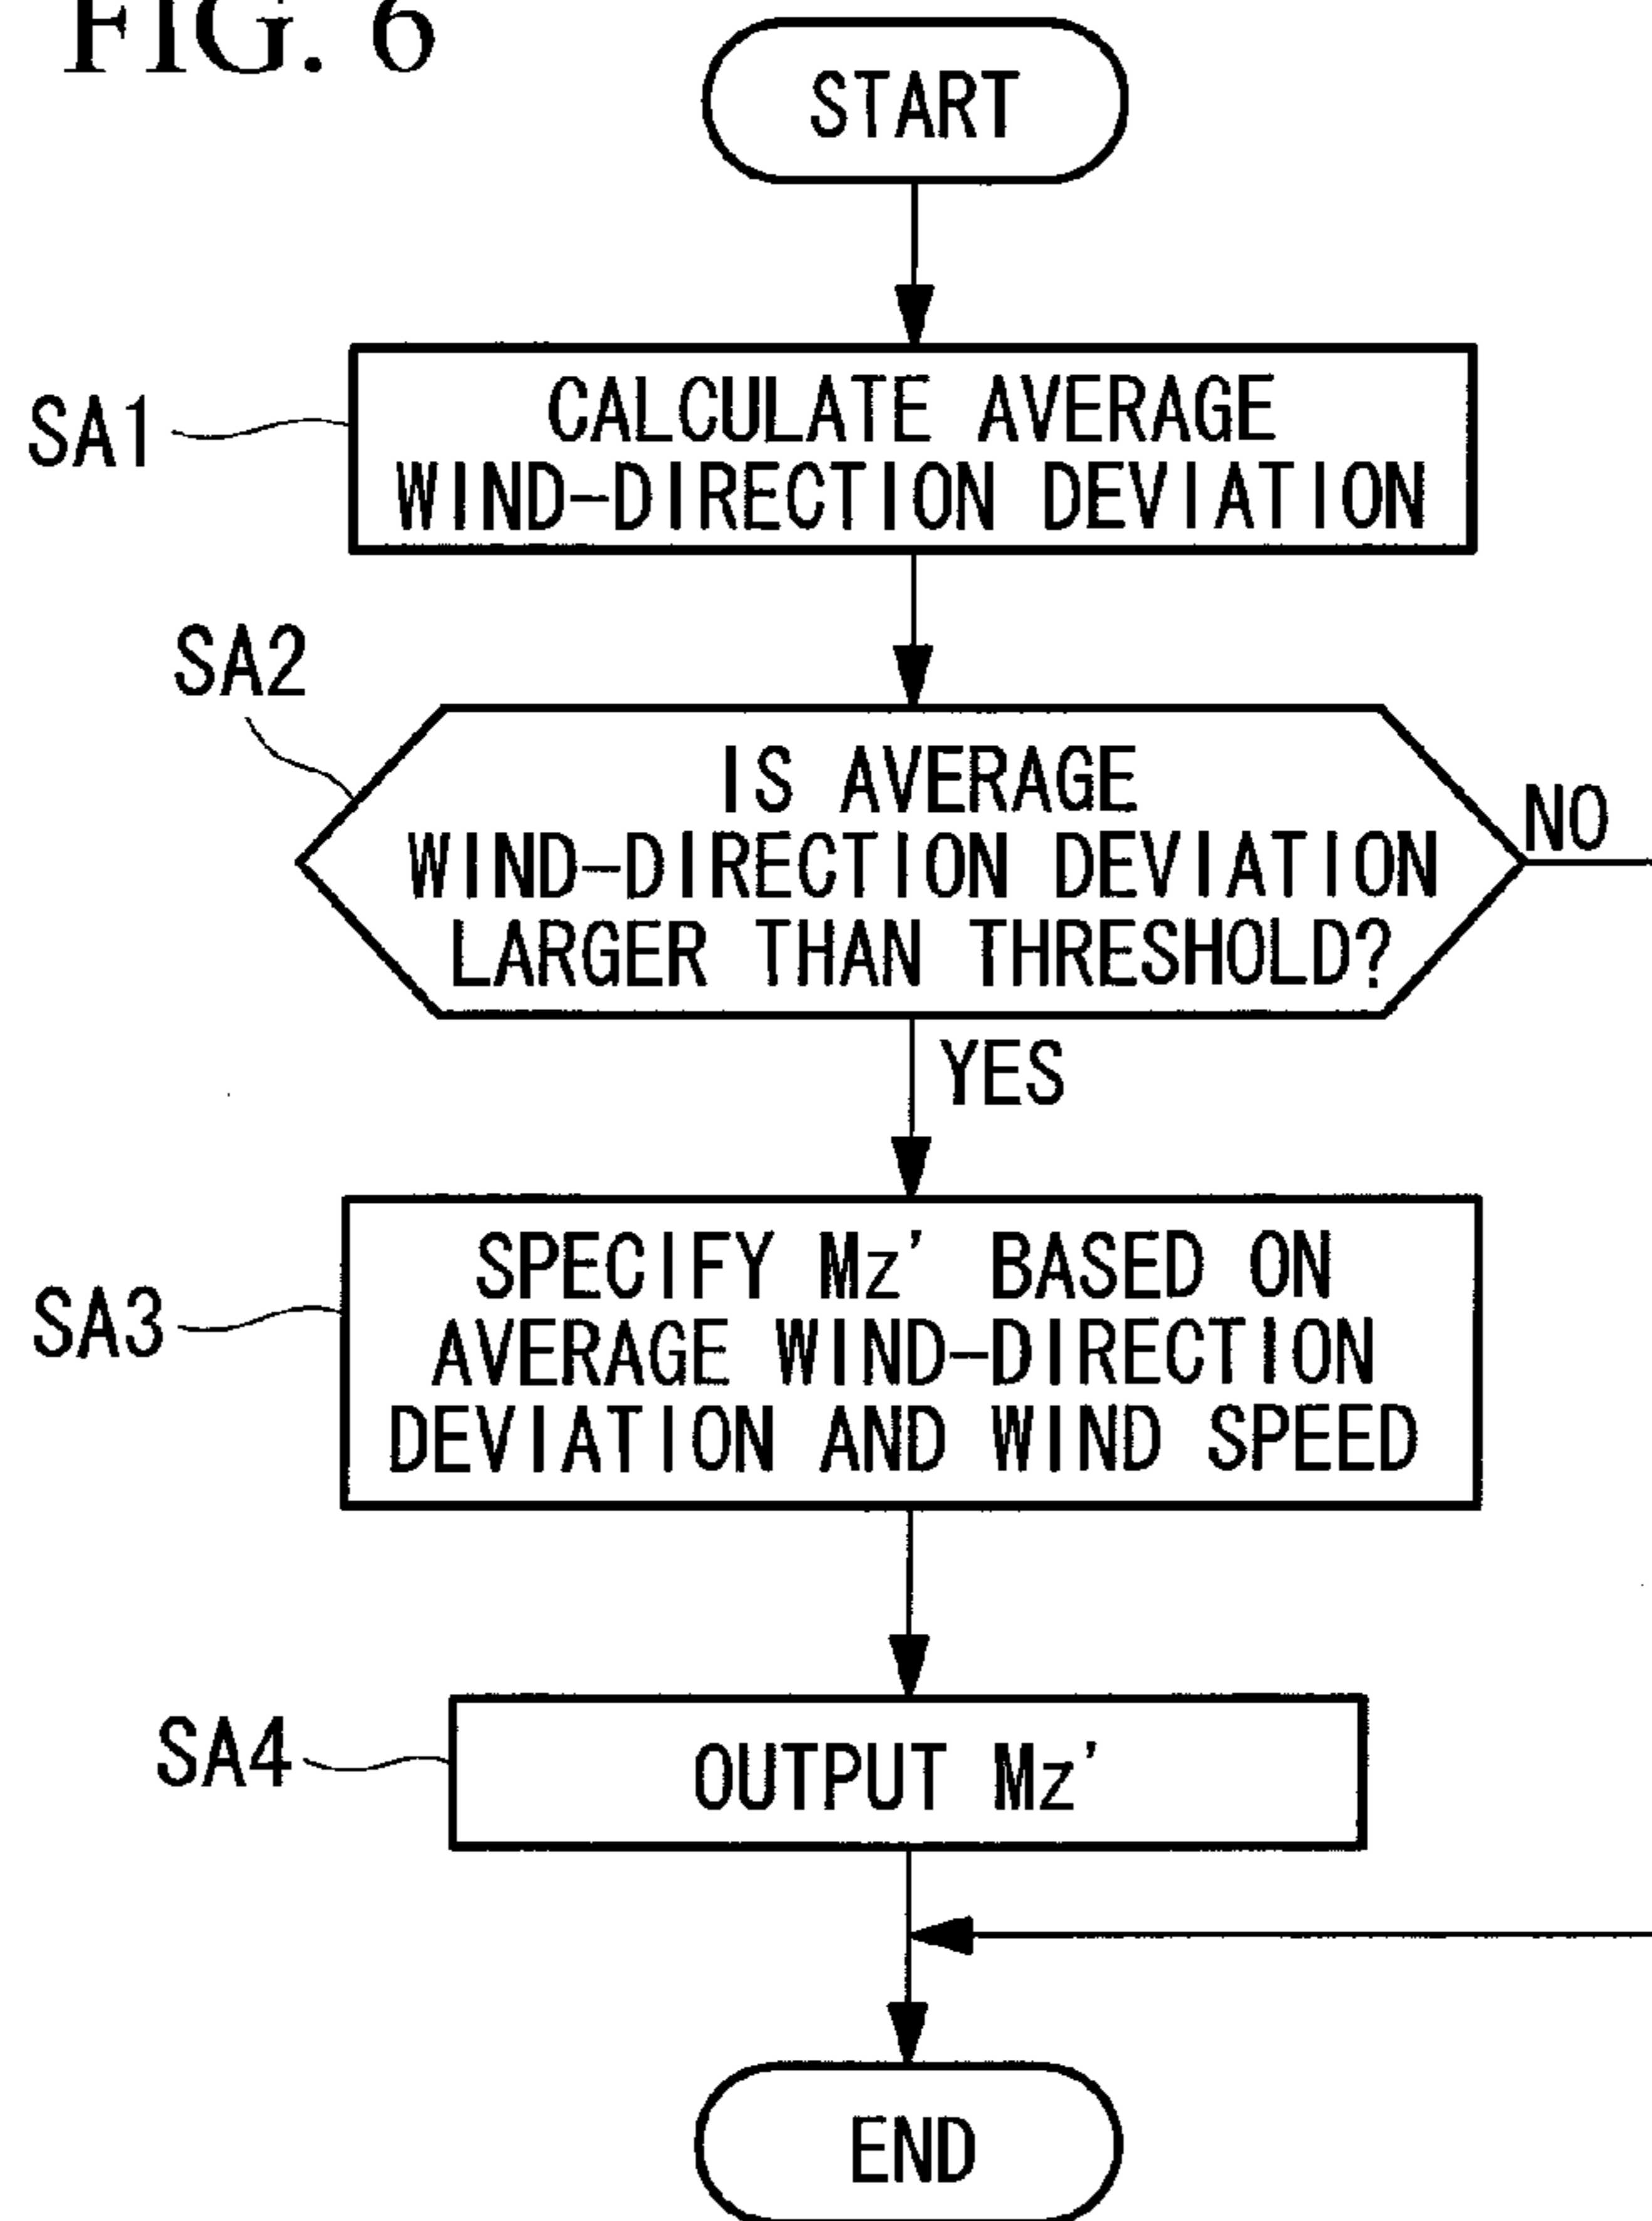 FIG. 6
START
SA1
CALCULATE AVERAGE
WIND-DIRECTION DEVIATION
SA2
IS AVERAGE
WIND-DIRECTION DEVIATION
LARGER THAN THRESHOLD?
NO
YES
SA3
SPECIFY Mz' BASED ON
AVERAGE WIND-DIRECTION
DEVIATION AND WIND SPEED
SA4
OUTPUT Mz'
END